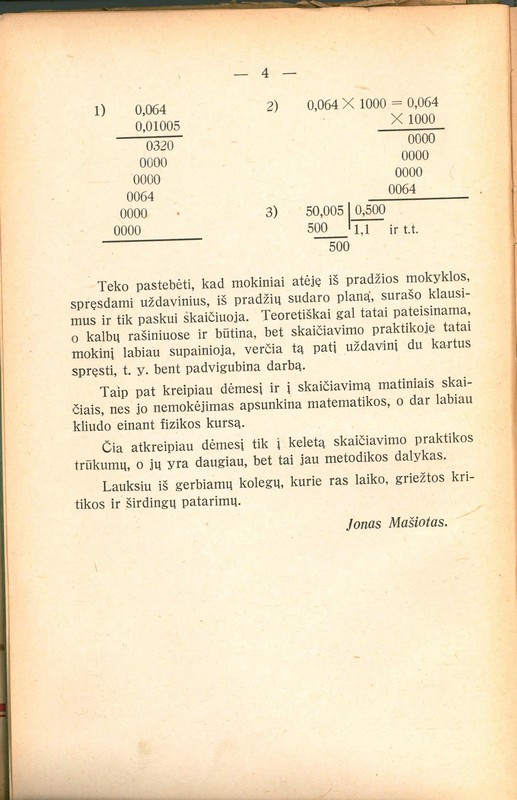 — 4 —
1) 0,064
0,01005
0320
0000
0000
0064
0000
0000
2) 0,064 × 1000 = 0,064
× 1000
0000
0000
0000
0064
3) 50,005 | 0,500
500 | 1,1 ir t.t.
500
Teko pastebėti, kad mokiniai atėję iš pradžios mokyklos,
spręsdami uždavinius, iš pradžių sudaro planą, surašo klausi-
mus ir tik paskui skaičiuoja. Teoretiškai gal tatai pateisinama,
o kalbų rašiniuose ir būtina, bet skaičiavimo praktikoje tatai
mokinį labiau supainioja, verčia tą patį uždavinį du kartus
spręsti, t. y. bent padvigubina darbą.
Taip pat kreipiau dėmesį ir į skaičiavimą matiniais skai-
čiais, nes jo nemokėjimas apsunkina matematikos, o dar labiau
kliudo einant fizikos kursą.
Čia atkreipiau dėmesį tik į keletą skaičiavimo praktikos
trūkumų, o jų yra daugiau, bet tai jau metodikos dalykas.
Lauksiu iš gerbiamų kolegų, kurie ras laiko, griežtos kri-
tikos ir širdingų patarimų.
Jonas Mašiotas.